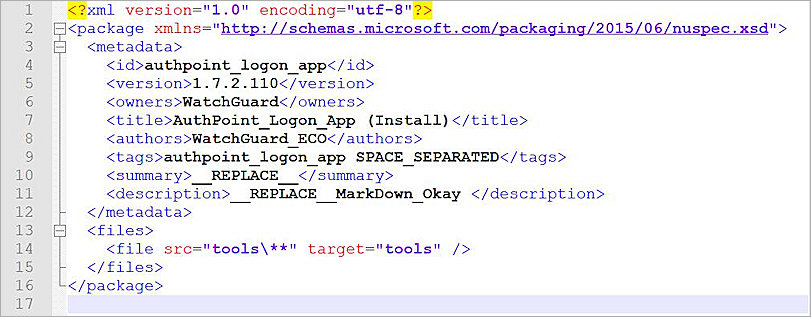 1 <?xml version="1.0" encoding="utf-8"?>
2 <package xmlns="http://schemas.microsoft.com/packaging/2015/06/nuspec.xsd">
3 <metadata>
4 <id>authpoint_logon_app</id>
5 <version>1.7.2.110</version>
6 <owners>WatchGuard</owners>
7 <title>AuthPoint_Logon_App (Install)</title>
8 <authors>WatchGuard_ECO</authors>
9 <tags>authpoint_logon_app SPACE_SEPARATED</tags>
10 <summary>__REPLACE__</summary>
11 <description>__REPLACE__MarkDown_Okay </description>
12 </metadata>
13 <files>
14 <file src="tools\**" target="tools" />
15 </files>
16 </package>
17